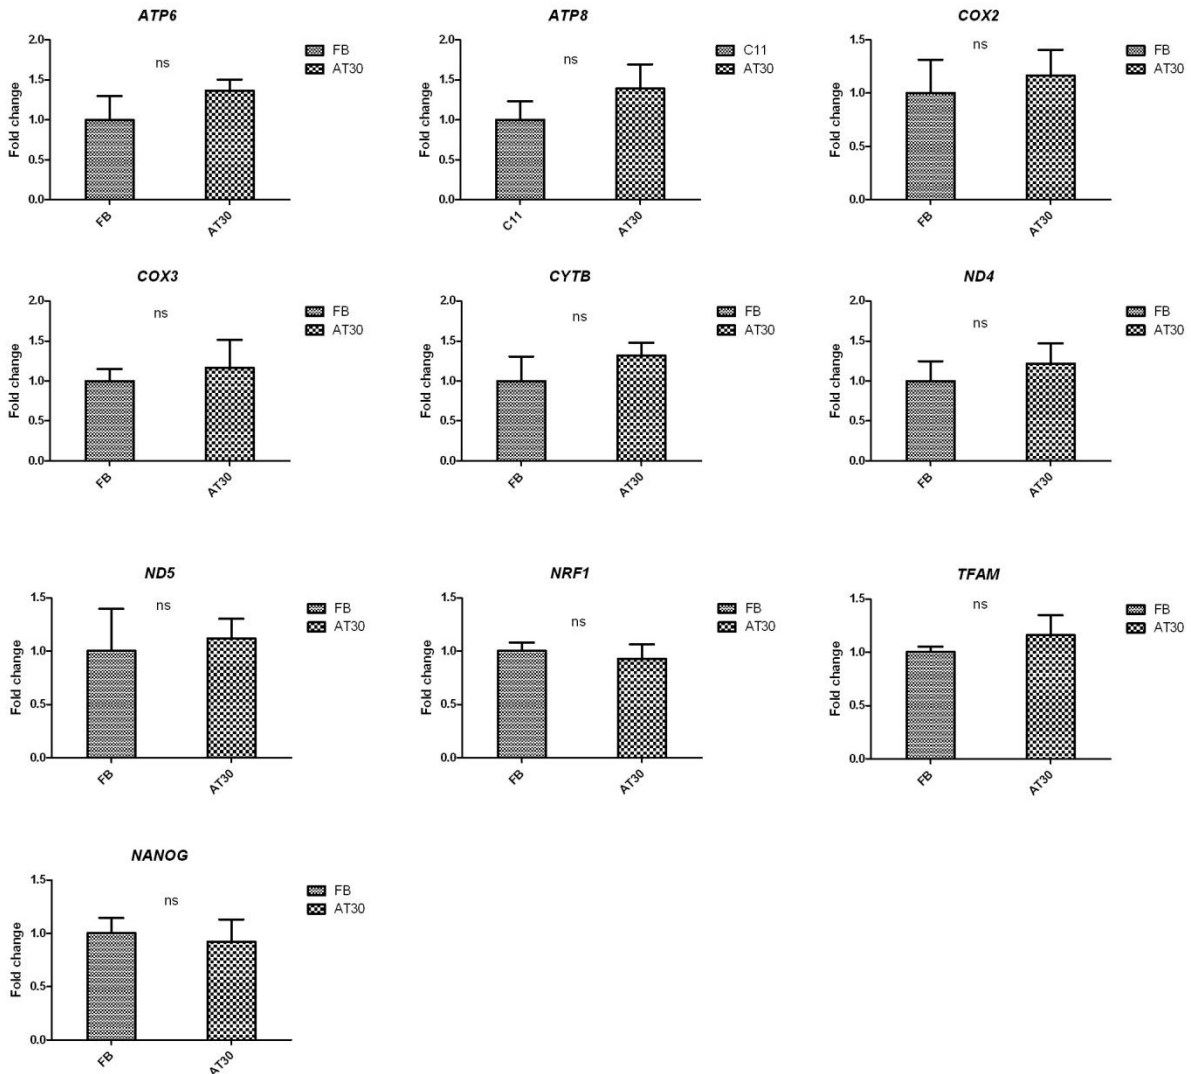 ATP6
Fold change
2.0
1.5
1.0
0.5
0.0
ns
FB
AT30
FB
AT30
ATP8
Fold change
2.0
1.5
1.0
0.5
0.0
ns
C11
AT30
C11
AT30
COX2
Fold change
1.5
1.0
0.5
0.0
ns
FB
AT30
FB
AT30
COX3
Fold change
2.0
1.5
1.0
0.5
0.0
ns
FB
AT30
FB
AT30
CYTB
Fold change
2.0
1.5
1.0
0.5
0.0
ns
FB
AT30
FB
AT30
ND4
Fold change
2.0
1.5
1.0
0.5
0.0
ns
FB
AT30
FB
AT30
ND5
Fold change
1.5
1.0
0.5
0.0
ns
FB
AT30
FB
AT30
NRF1
Fold change
1.5
1.0
0.5
0.0
ns
FB
AT30
FB
AT30
TFAM
Fold change
1.5
1.0
0.5
0.0
ns
FB
AT30
FB
AT30
NANOG
Fold change
1.5
1.0
0.5
0.0
ns
FB
AT30
FB
AT30